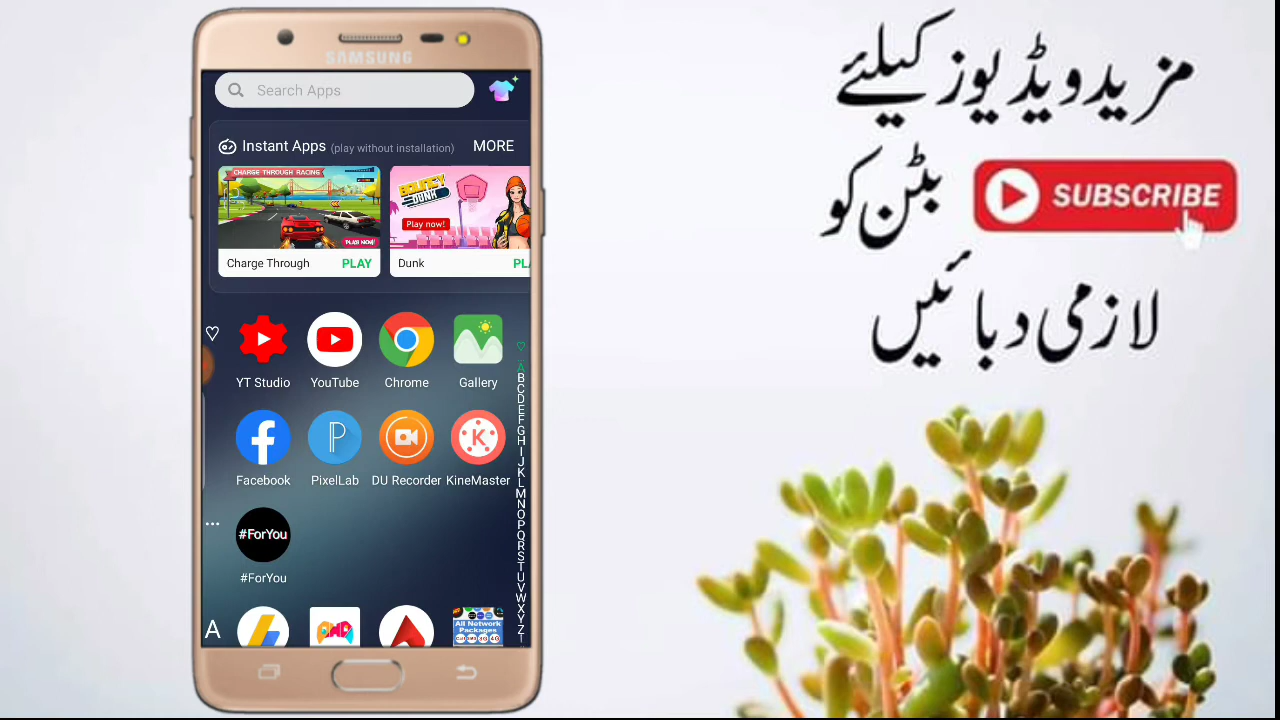 SAMSUNG
Search Apps
Instant Apps (play without installation) MORE
CHARGE THROUGH RACING
PLAY NOW!
BOUNCY
DUNK
Play now!
Charge Through PLAY
Dunk PL
YT Studio YouTube Chrome Gallery
Facebook PixelLab DU Recorder KineMaster
#ForYou
#ForYou
A
All Network
Packages
A
B
C
D
E
F
G
H
I
J
K
L
M
N
O
P
Q
R
S
T
U
V
W
X
Y
Z
مزید ویڈیوز کیلئے
SUBSCRIBE بٹن کو
لازمی دبائیں